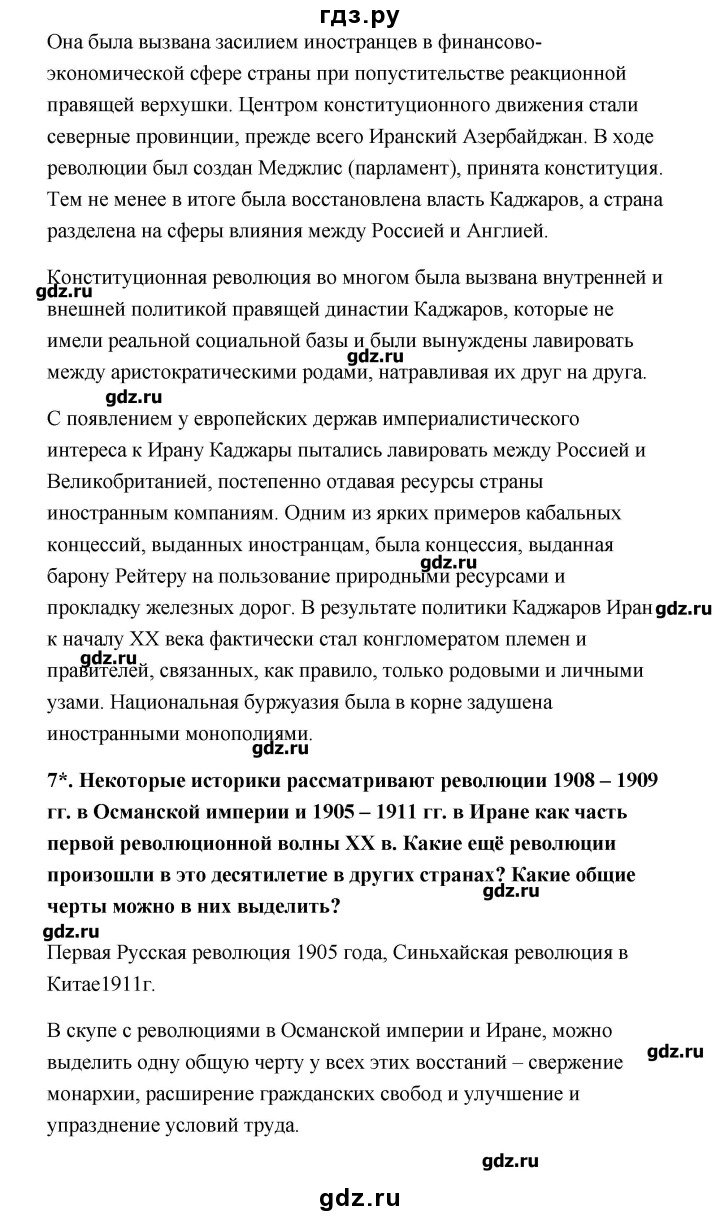 гдз.ру
Она была вызвана засилием иностранцев в финансово-
экономической сфере страны при попустительстве реакционной
правящей верхушки. Центром конституционного движения стали
северные провинции, прежде всего Иранский Азербайджан. В ходе
революции был создан Меджлис (парламент), принята конституция.
Тем не менее в итоге была восстановлена власть Каджаров, а страна
разделена на сферы влияния между Россией и Англией.
Конституционная революция во многом была вызвана внутренней и
gdz.ru
внешней политикой правящей династии Каджаров, которые не
имели реальной социальной базы и были вынуждены лавировать
gdz.ru
между аристократическими родами, натравливая их друг на друга.
gdz.ru
С появлением у европейских держав империалистического
интереса к Ирану Каджары пытались лавировать между Россией и
Великобританией, постепенно отдавая ресурсы страны
иностранным компаниям. Одним из ярких примеров кабальных
концессий, выданных иностранцам, была концессия, выданная
gdz.ru
барону Рейтеру на пользование природными ресурсами и
прокладку железных дорог. В результате политики Каджаров Иран
gdz.ru
к началу XX века фактически стал конгломератом племен и
gdz.ru
правителей, связанных, как правило, только родовыми и личными
узами. Национальная буржуазия была в корне задушена
иностранными монополиями.
gdz.ru
7*. Некоторые историки рассматривают революции 1908 – 1909
гг. в Османской империи и 1905 – 1911 гг. в Иране как часть
первой революционной волны XX в. Какие ещё революции
произошли в это десятилетие в других странах? Какие общие
gdz.ru
черты можно в них выделить?
gdz.ru
Первая Русская революция 1905 года, Синьхайская революция в
Китае1911г.
В скупе с революциями в Османской империи и Иране, можно
gdz.ru
выделить одну общую черту у всех этих восстаний – свержение
монархии, расширение гражданских свобод и улучшение и
упразднение условий труда.
gdz.ru
gdz.ru